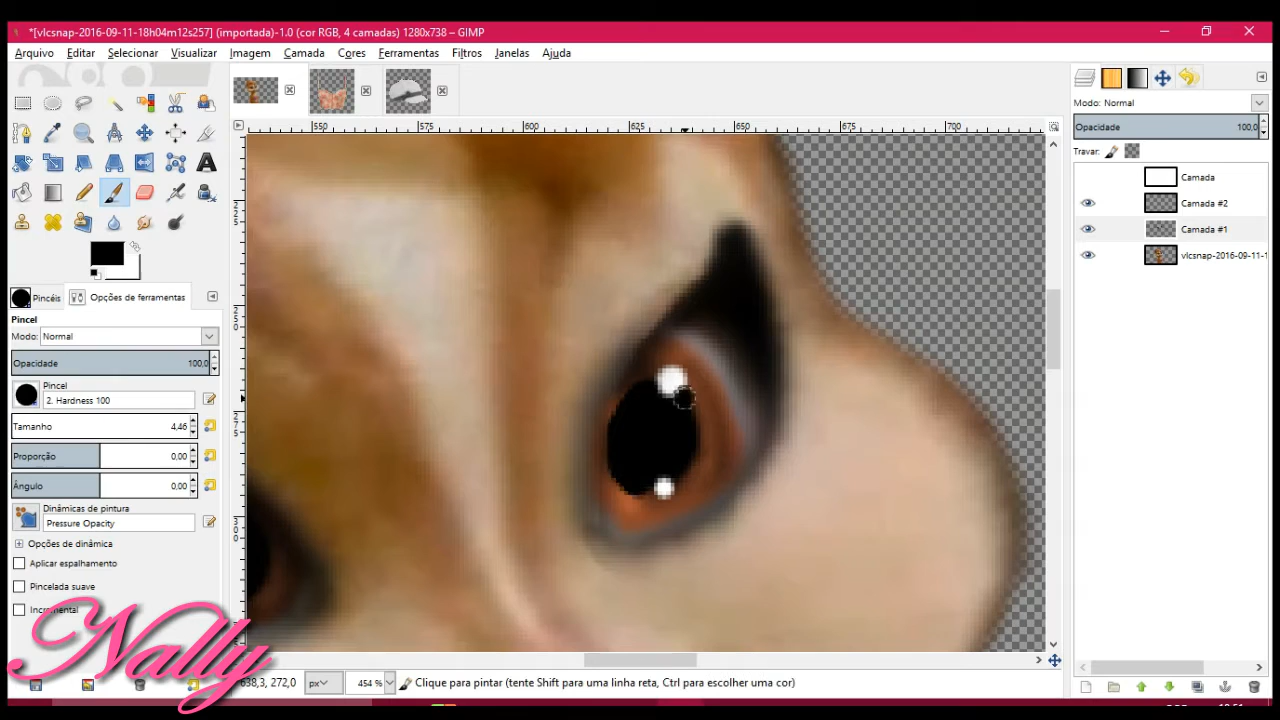 *[vlcsnap-2016-09-11-18h04m12s257] (importada)-1.0 (cor RGB, 4 camadas) 1280x738 – GIMP
Arquivo Editar Selecionar Visualizar Imagem Camada Cores Ferramentas Filtros Janelas Ajuda
Modo: Normal
Opacidade 100,0
Travar:
Camada
Camada #2
Camada #1
vlcsnap-2016-09-11-1
550 575 600 625 650 675 700
Pincéis Opções de ferramentas
Pincel
Modo: Normal
Opacidade 100,0
Pincel
2. Hardness 100
Tamanho 4,46
Proporção 0,00
Ângulo 0,00
Dinâmicas de pintura
Pressure Opacity
Opções de dinâmica
Aplicar espalhamento
Pincelada suave
Incremental
Nally
638,3, 272,0 px 454 % Clique para pintar (tente Shift para uma linha reta, Ctrl para escolher uma cor)